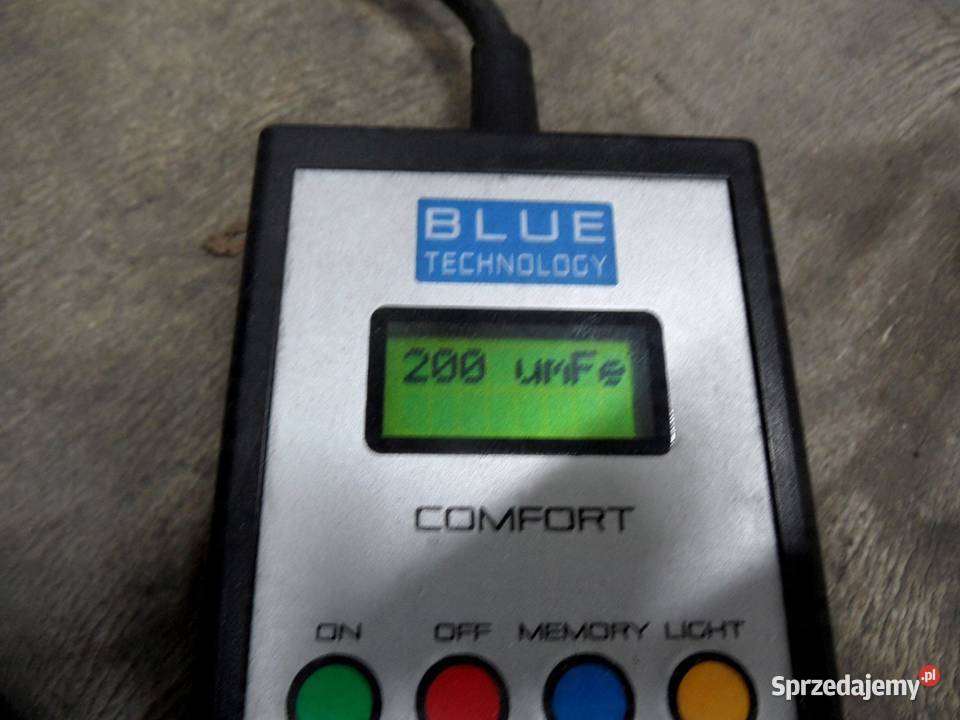 BLUE
TECHNOLOGY
200 umFe
COMFORT
ON OFF MEMORY LIGHT
Sprzedajemy.pl